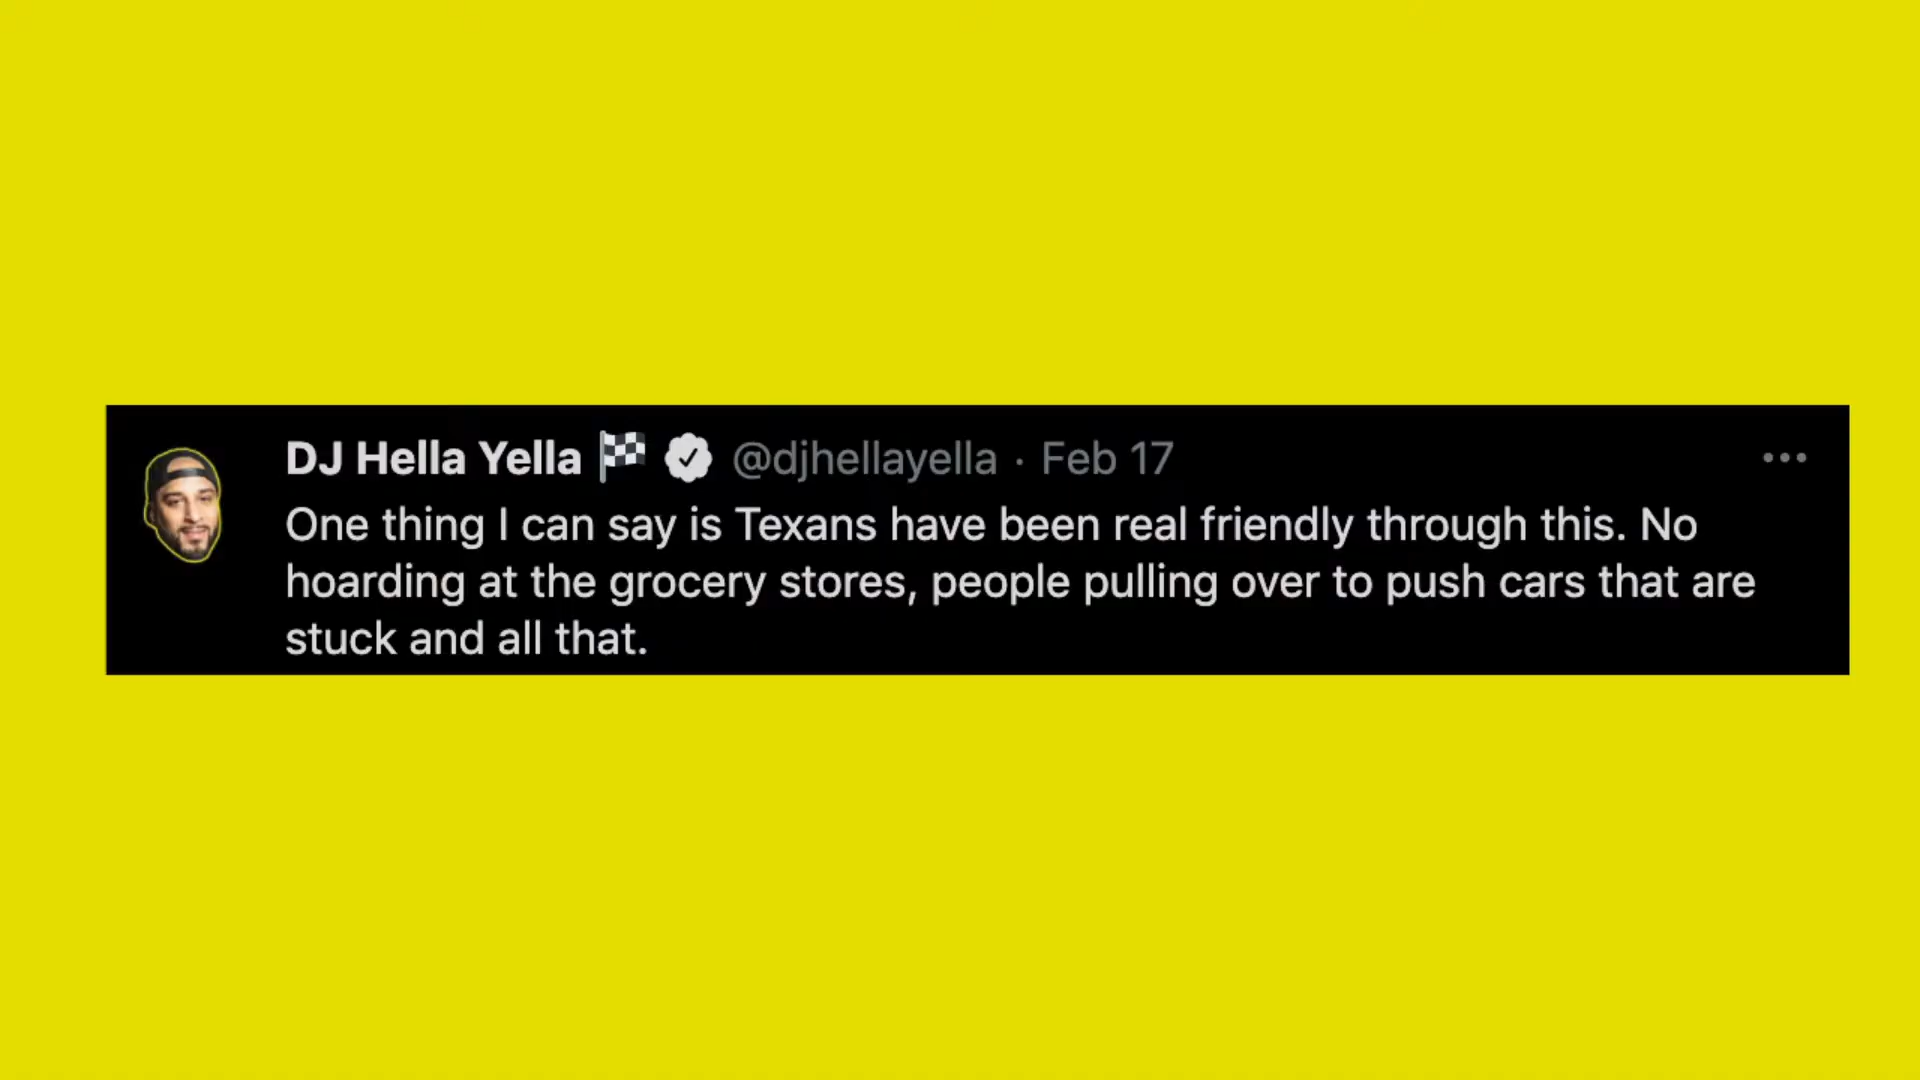 DJ Hella Yella 🏁 @djhellayella · Feb 17
One thing I can say is Texans have been real friendly through this. No
hoarding at the grocery stores, people pulling over to push cars that are
stuck and all that.